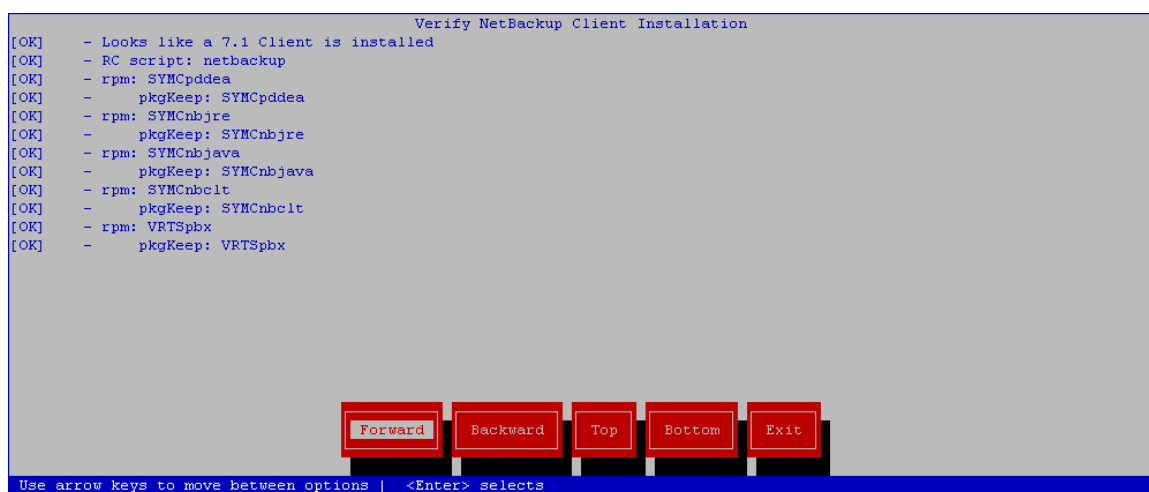 Verify NetBackup Client Installation
[OK] - Looks like a 7.1 Client is installed
[OK] - RC script: netbackup
[OK] - rpm: SYMCpddea
[OK] - pkgKeep: SYMCpddea
[OK] - rpm: SYMCnbjre
[OK] - pkgKeep: SYMCnbjre
[OK] - rpm: SYMCnbjava
[OK] - pkgKeep: SYMCnbjava
[OK] - rpm: SYMCnbclt
[OK] - pkgKeep: SYMCnbclt
[OK] - rpm: VRTSpbx
[OK] - pkgKeep: VRTSpbx
Forward Backward Top Bottom Exit
Use arrow keys to move between options | <Enter> selects